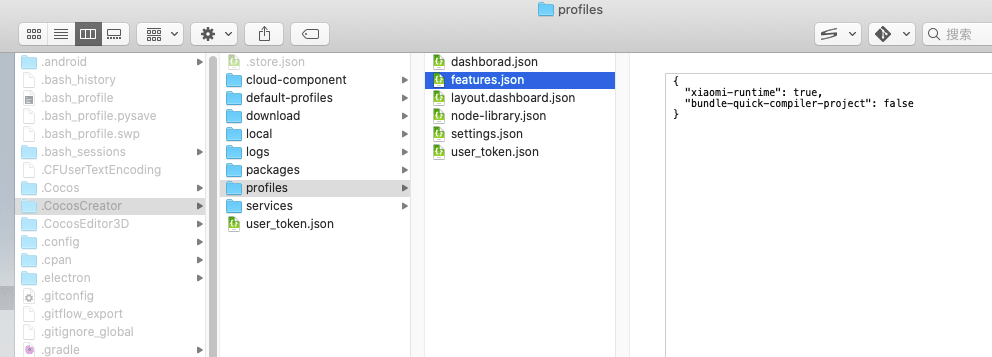 profiles
搜索
.android
.bash_history
.bash_profile
.bash_profile.pysave
.bash_profile.swp
.bash_sessions
.CFUserTextEncoding
.Cocos
.CocosCreator
.CocosEditor3D
.config
.cpan
.electron
.gitconfig
.gitflow_export
.gitignore_global
.gradle
.store.json
cloud-component
default-profiles
download
local
logs
packages
profiles
services
user_token.json
dashborad.json
features.json
layout.dashboard.json
node-library.json
settings.json
user_token.json
{
"xiaomi-runtime": true,
"bundle-quick-compiler-project": false
}